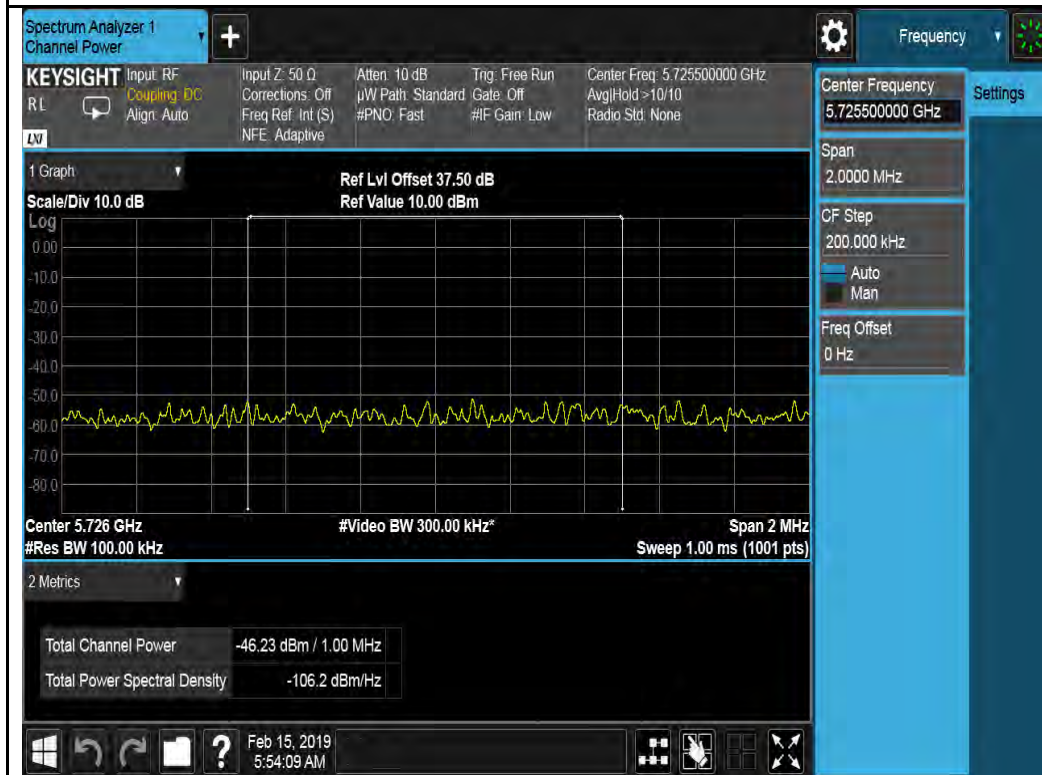 Spectrum Analyzer 1
Channel Power
+
Frequency
KEYSIGHT
RL
LXI
Input: RF
Coupling: DC
Align: Auto
Input Z: 50 Ω
Corrections: Off
Freq Ref: Int (S)
NFE: Adaptive
Atten: 10 dB
µW Path: Standard
#PNO: Fast
Trig: Free Run
Gate: Off
#IF Gain: Low
Center Freq: 5.725500000 GHz
Avg|Hold >10/10
Radio Std: None
Center Frequency
5.725500000 GHz
Settings
Span
2.0000 MHz
CF Step
200.000 kHz
Auto
Man
Freq Offset
0 Hz
1 Graph
Scale/Div 10.0 dB
Ref Lvl Offset 37.50 dB
Ref Value 10.00 dBm
Log
0.00
-10.0
-20.0
-30.0
-40.0
-50.0
-60.0
-70.0
-80.0
Center 5.726 GHz
#Video BW 300.00 kHz*
Span 2 MHz
#Res BW 100.00 kHz
Sweep 1.00 ms (1001 pts)
2 Metrics
Total Channel Power -46.23 dBm / 1.00 MHz
Total Power Spectral Density -106.2 dBm/Hz
?
Feb 15, 2019
5:54:09 AM